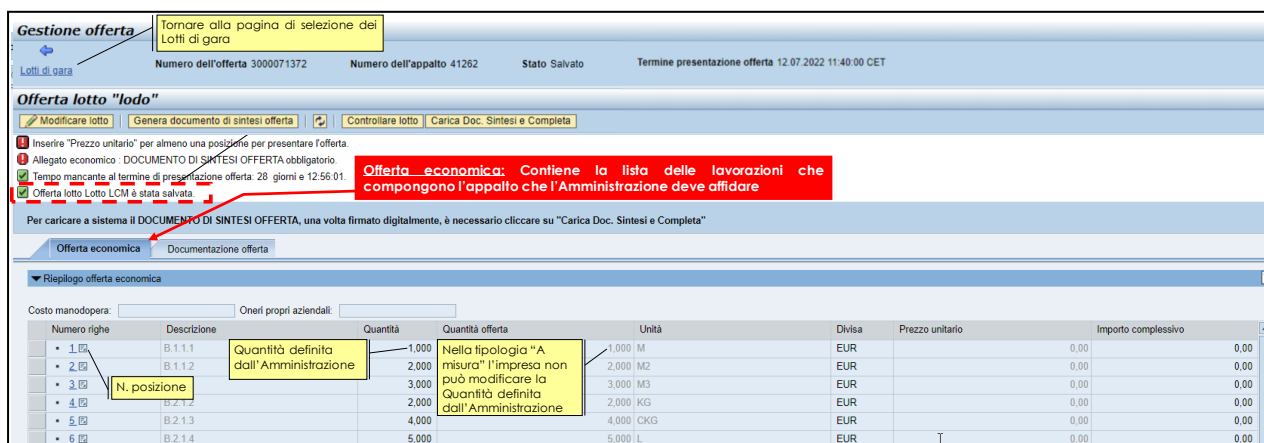 Gestione offerta
Tornare alla pagina di selezione dei
Lotti di gara
Lotti di gara
Numero dell'offerta 3000071372 Numero dell'appalto 41262 Stato Salvato Termine presentazione offerta 12.07.2022 11:40:00 CET
Offerta lotto "lodo"
Modificare lotto Genera documento di sintesi offerta Controllare lotto Carica Doc. Sintesi e Completa
Inserire "Prezzo unitario" per almeno una posizione per presentare l'offerta.
Allegato economico : DOCUMENTO DI SINTESI OFFERTA obbligatorio.
Tempo mancante al termine di presentazione offerta: 28 giorni e 12:56:01.
Offerta lotto Lotto LCM è stata salvata.
Offerta economica: Contiene la lista delle lavorazioni che
compongono l'appalto che l'Amministrazione deve affidare
Per caricare a sistema il DOCUMENTO DI SINTESI OFFERTA, una volta firmato digitalmente, è necessario cliccare su "Carica Doc. Sintesi e Completa"
Offerta economica Documentazione offerta
Riepilogo offerta economica
Costo manodopera: Oneri propri aziendali:
Numero righe Descrizione Quantità Quantità offerta Unità Divisa Prezzo unitario Importo complessivo
1 B.1.1.1 1,000 1,000 M EUR 0,00 0,00
2 B.1.1.2 2,000 2,000 M2 EUR 0,00 0,00
3 3,000 3,000 M3 EUR 0,00 0,00
4 B.2.1.2 2,000 2,000 KG EUR 0,00 0,00
5 B.2.1.3 4,000 4,000 CKG EUR 0,00 0,00
6 B.2.1.4 5,000 5,000 L EUR 0,00 0,00
Quantità definita
dall'Amministrazione
Nella tipologia "A
misura" l'impresa non
può modificare la
Quantità definita
dall'Amministrazione
N. posizione